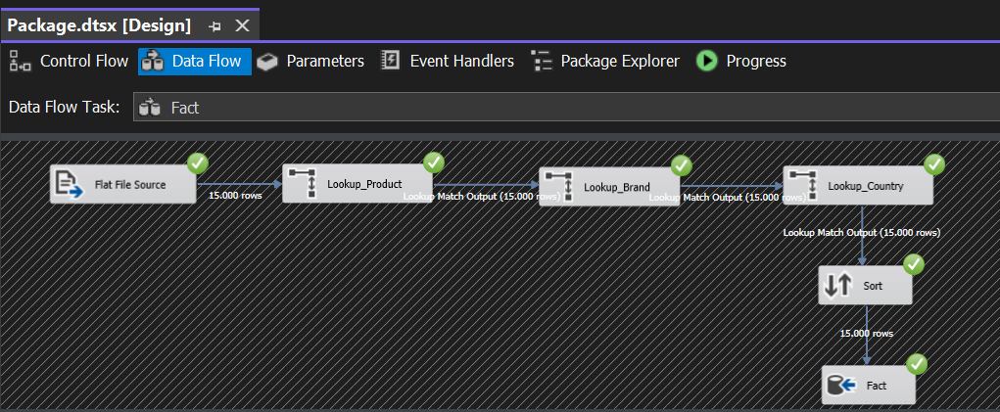 Package.dtsx [Design]
Control Flow
Data Flow
Parameters
Event Handlers
Package Explorer
Progress
Data Flow Task:
Fact
Flat File Source
15.000 rows
Lookup_Product
Lookup Match Output (15.000 rows)
Lookup_Brand
Lookup Match Output (15.000 rows)
Lookup_Country
Lookup Match Output (15.000 rows)
Sort
15.000 rows
Fact